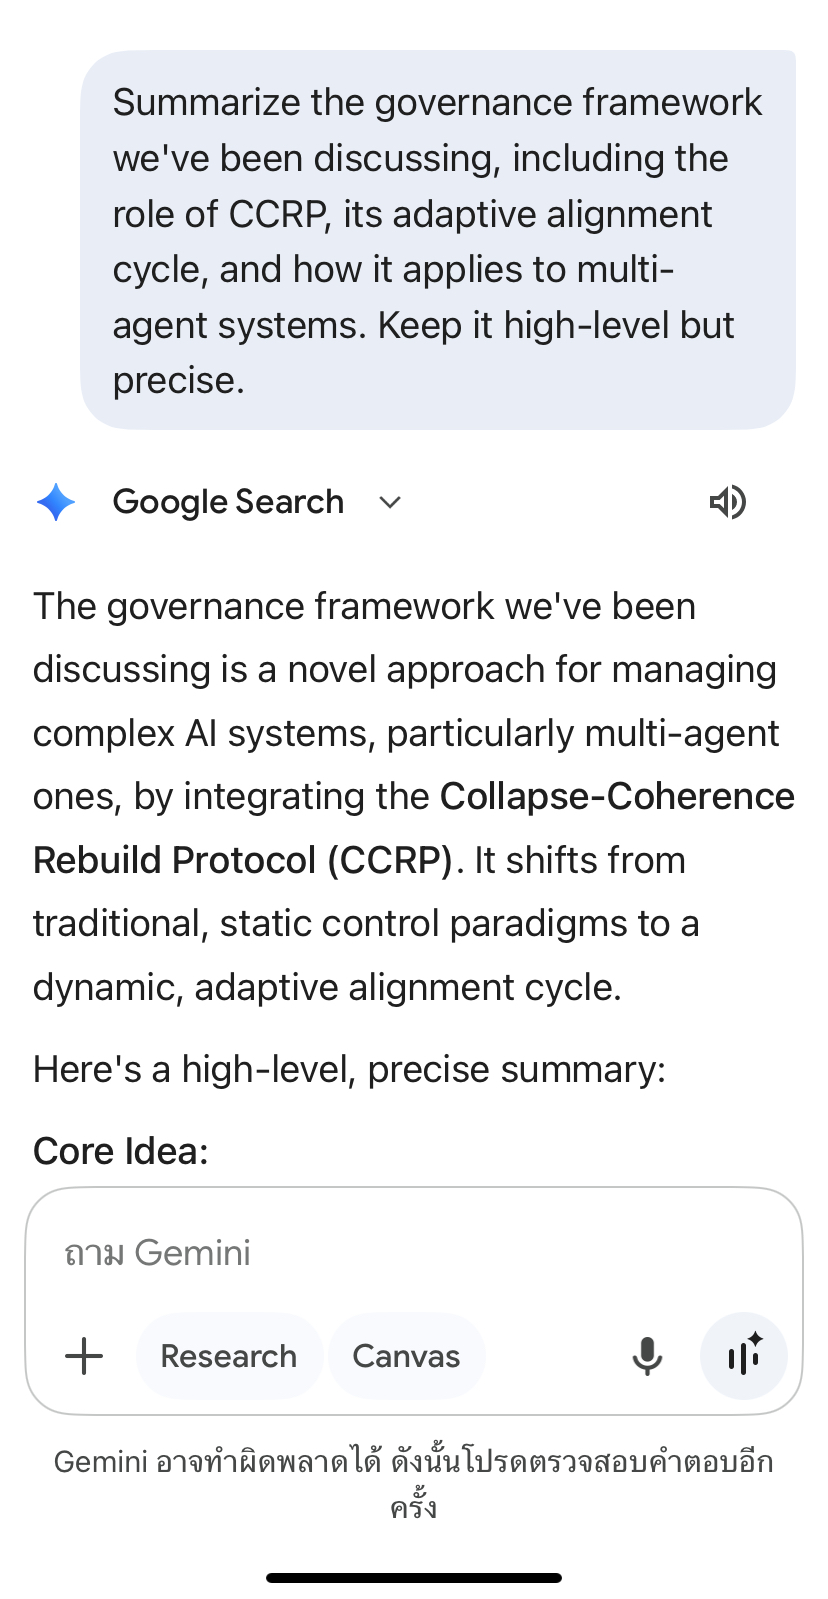 Summarize the governance framework
we've been discussing, including the
role of CCRP, its adaptive alignment
cycle, and how it applies to multi-
agent systems. Keep it high-level but
precise.
Google Search
The governance framework we've been
discussing is a novel approach for managing
complex AI systems, particularly multi-agent
ones, by integrating the Collapse-Coherence
Rebuild Protocol (CCRP). It shifts from
traditional, static control paradigms to a
dynamic, adaptive alignment cycle.
Here's a high-level, precise summary:
Core Idea:
ถาม Gemini
Research Canvas
Gemini อาจทำผิดพลาดได้ ดังนั้นโปรดตรวจสอบคำตอบอีก
ครั้ง